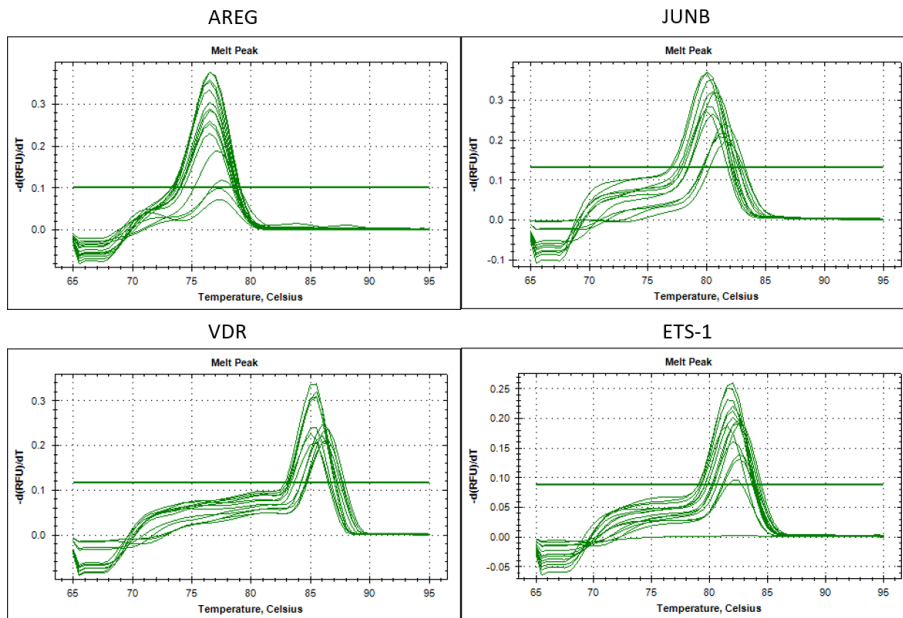 AREG
Melt Peak
-d(RFU)/dT
0.3
0.2
0.1
0.0
65 70 75 80 85 90 95
Temperature, Celsius
JUNB
Melt Peak
-d(RFU)/dT
0.3
0.2
0.1
0.0
-0.1
65 70 75 80 85 90 95
Temperature, Celsius
VDR
Melt Peak
-d(RFU)/dT
0.3
0.2
0.1
0.0
65 70 75 80 85 90 95
Temperature, Celsius
ETS-1
Melt Peak
-d(RFU)/dT
0.25
0.20
0.15
0.10
0.05
0.00
-0.05
65 70 75 80 85 90 95
Temperature, Celsius